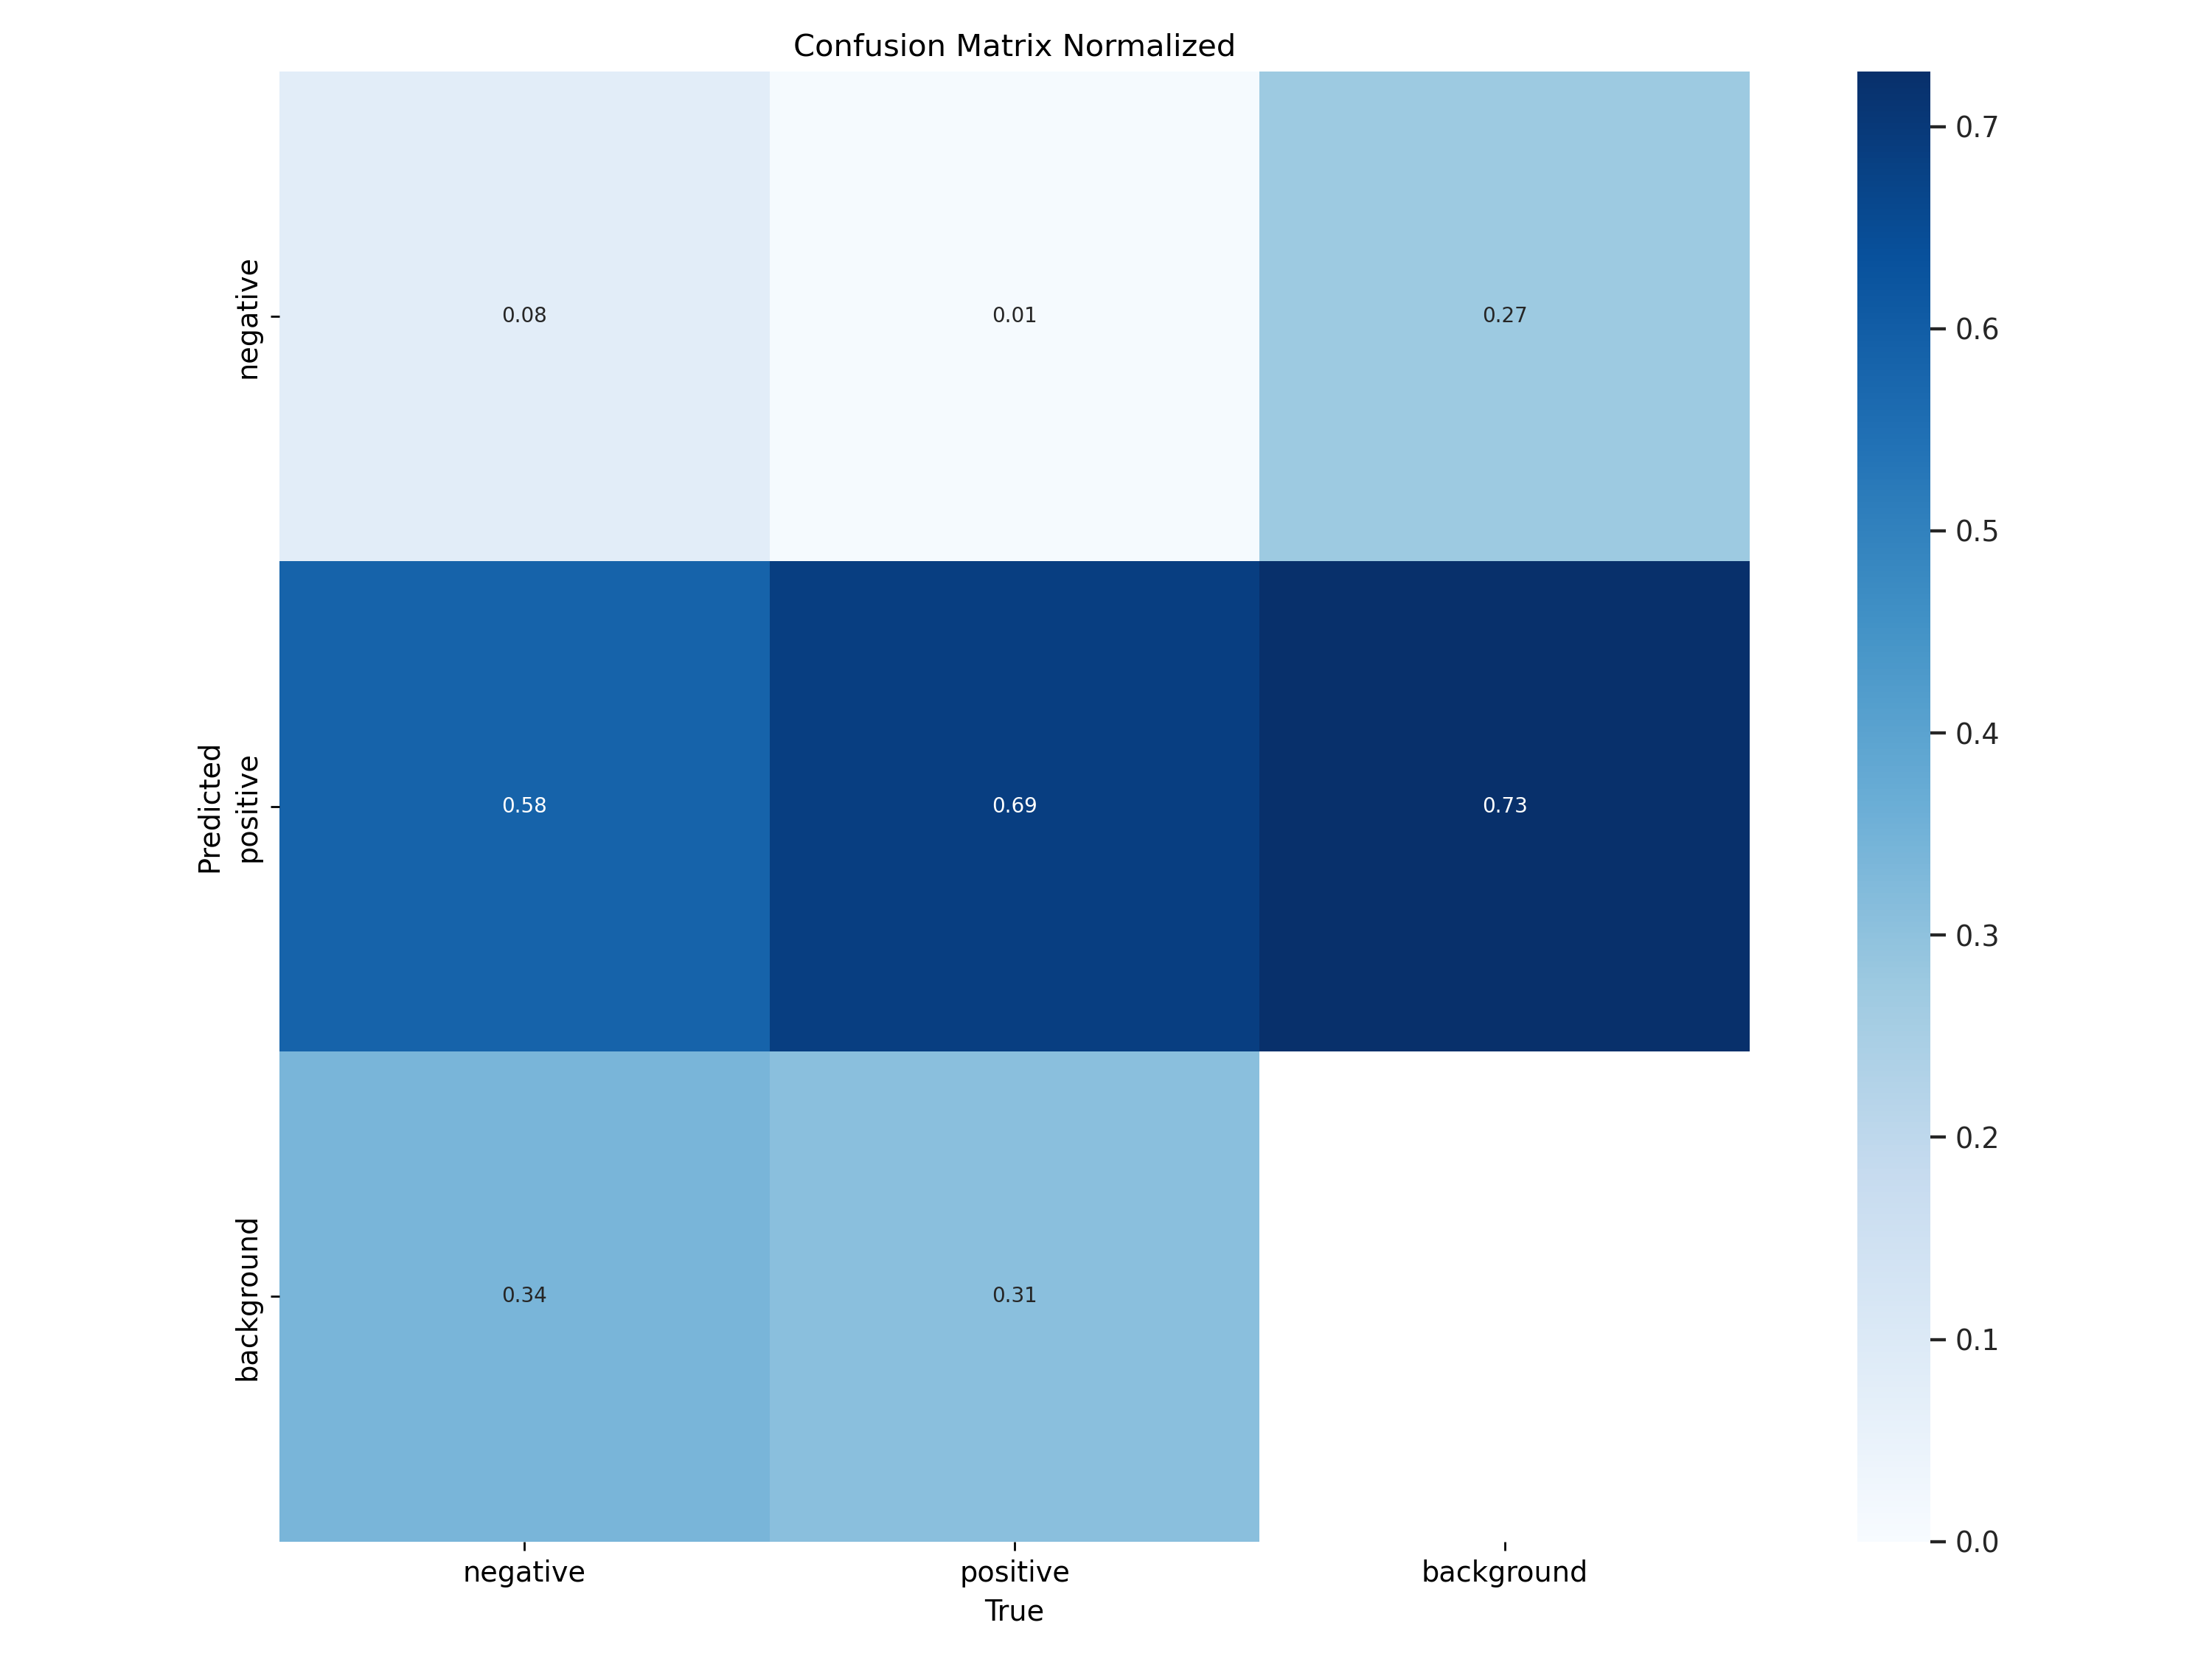 Confusion Matrix Normalized
negative
0.08
0.01
0.27
Predicted
positive
0.58
0.69
0.73
background
0.34
0.31
negative
positive
background
True
0.7
0.6
0.5
0.4
0.3
0.2
0.1
0.0